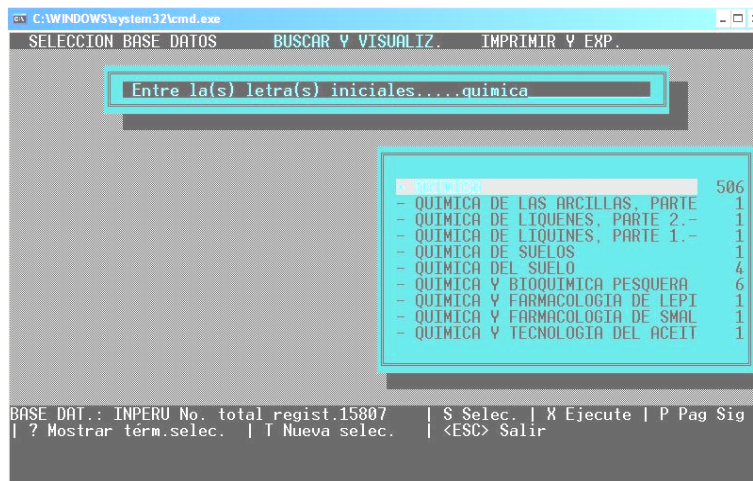 C:\WINDOWS\system32\cmd.exe
SELECCION BASE DATOS BUSCAR Y VISUALIZ. IMPRIMIR Y EXP.
Entre la(s) letra(s) iniciales.....quimica
- QUIMICA 506
- QUIMICA DE LAS ARCILLAS, PARTE 1
- QUIMICA DE LIQUENES, PARTE 2.- 1
- QUIMICA DE LIQUINES, PARTE 1.- 1
- QUIMICA DE SUELOS 1
- QUIMICA DEL SUELO 4
- QUIMICA Y BIOQUIMICA PESQUERA 6
- QUIMICA Y FARMACOLOGIA DE LEPI 1
- QUIMICA Y FARMACOLOGIA DE SMAL 1
- QUIMICA Y TECNOLOGIA DEL ACEIT 1
BASE DAT.: INPERU No. total regist.15807 | S Selec. | X Ejecute | P Pag Sig
| ? Mostrar térm.selec. | T Nueva selec. | <ESC> Salir